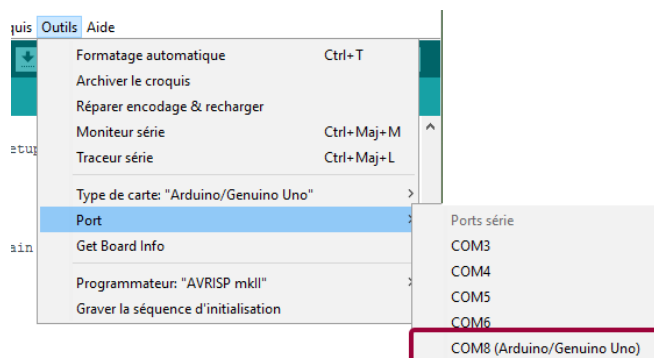 quis Outils Aide
Formatage automatique Ctrl+T
Archiver le croquis
Réparer encodage & recharger
Moniteur série Ctrl+Maj+M
etup
Traceur série Ctrl+Maj+L
Type de carte: "Arduino/Genuino Uno"
Port
Ports série
ain
Get Board Info
COM3
COM4
Programmateur: "AVRISP mkII"
COM5
Graver la séquence d'initialisation
COM6
COM8 (Arduino/Genuino Uno)